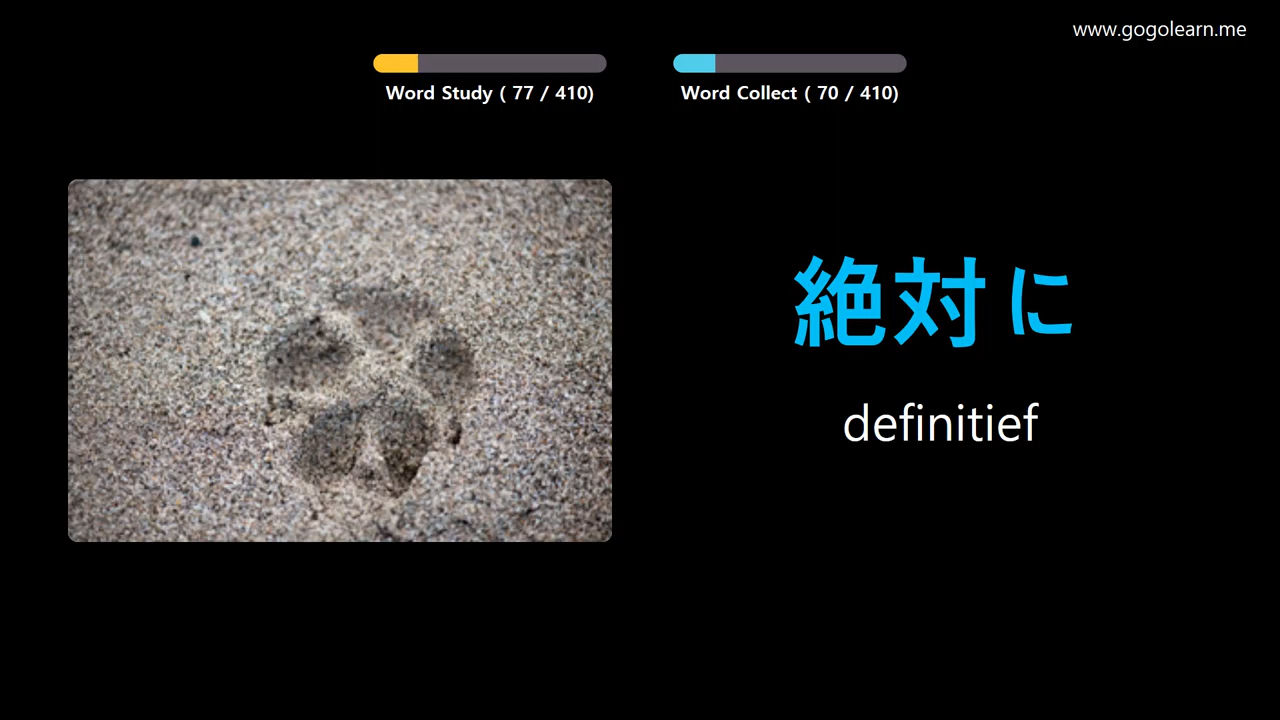 www.gogolearn.me
Word Study ( 77 / 410)
Word Collect ( 70 / 410)
絶対に
definitief